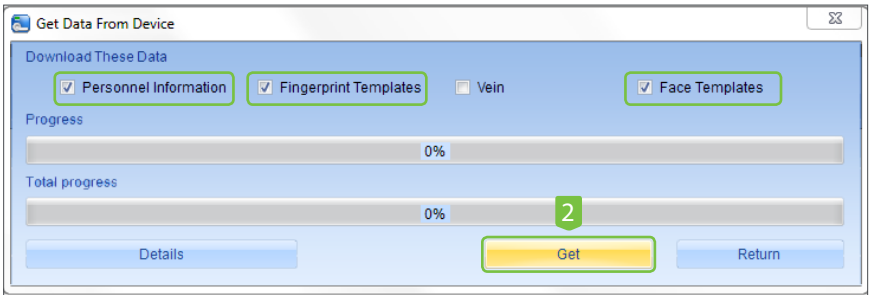 Get Data From Device
Download These Data
Personnel Information Fingerprint Templates Vein Face Templates
Progress
0%
Total progress
0%
2
Details Get Return